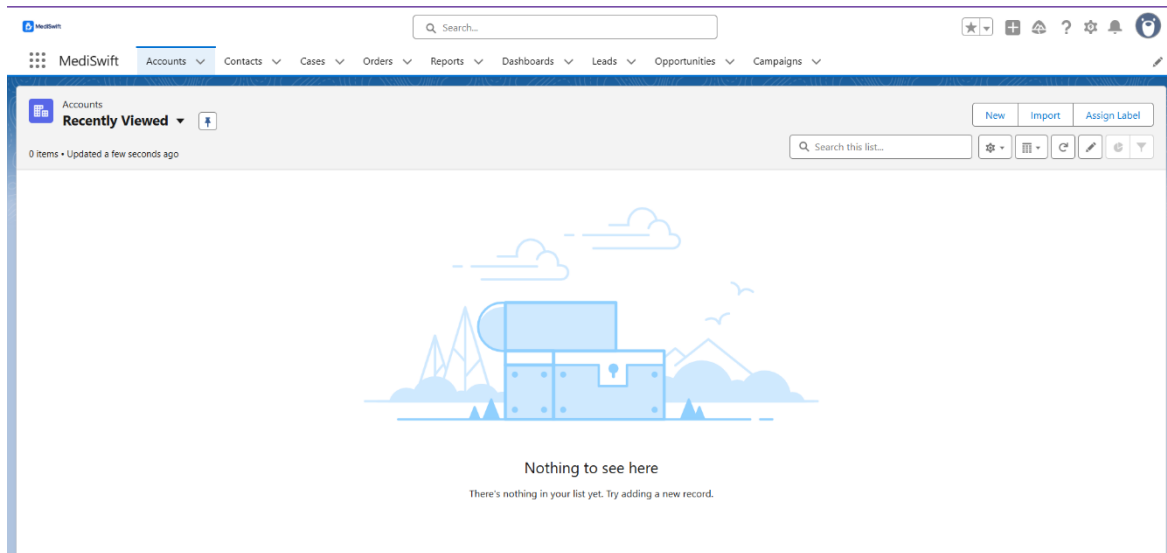 MediSwift
Search...
MediSwift Accounts Contacts Cases Orders Reports Dashboards Leads Opportunities Campaigns
Accounts
Recently Viewed
New Import Assign Label
0 items • Updated a few seconds ago
Search this list...
Nothing to see here
There's nothing in your list yet. Try adding a new record.